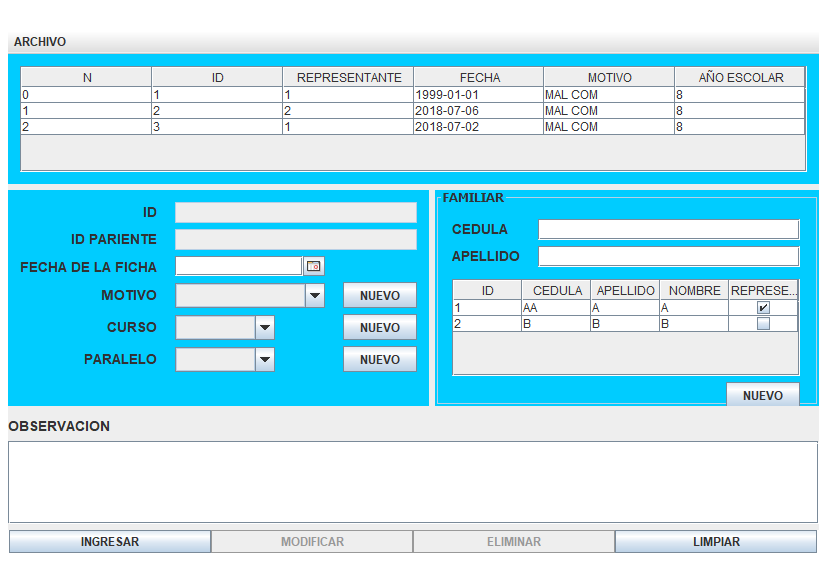 ARCHIVO
N ID REPRESENTANTE FECHA MOTIVO AÑO ESCOLAR
0 1 1 1999-01-01 MAL COM 8
1 2 2 2018-07-06 MAL COM 8
2 3 1 2018-07-02 MAL COM 8
ID
ID PARIENTE
FECHA DE LA FICHA
MOTIVO NUEVO
CURSO NUEVO
PARALELO NUEVO
FAMILIAR
CEDULA
APELLIDO
ID CEDULA APELLIDO NOMBRE REPRESE...
1 AA A A
2 B B B
NUEVO
OBSERVACION
INGRESAR MODIFICAR ELIMINAR LIMPIAR